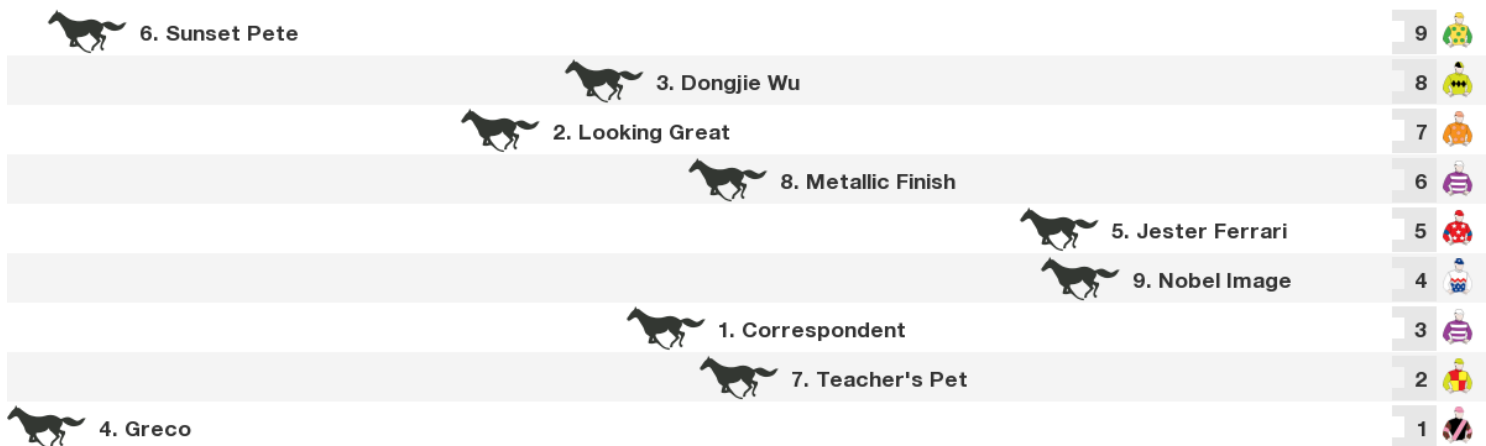 6. Sunset Pete 9
3. Dongjie Wu 8
2. Looking Great 7
8. Metallic Finish 6
5. Jester Ferrari 5
9. Nobel Image 4
1. Correspondent 3
7. Teacher's Pet 2
4. Greco 1